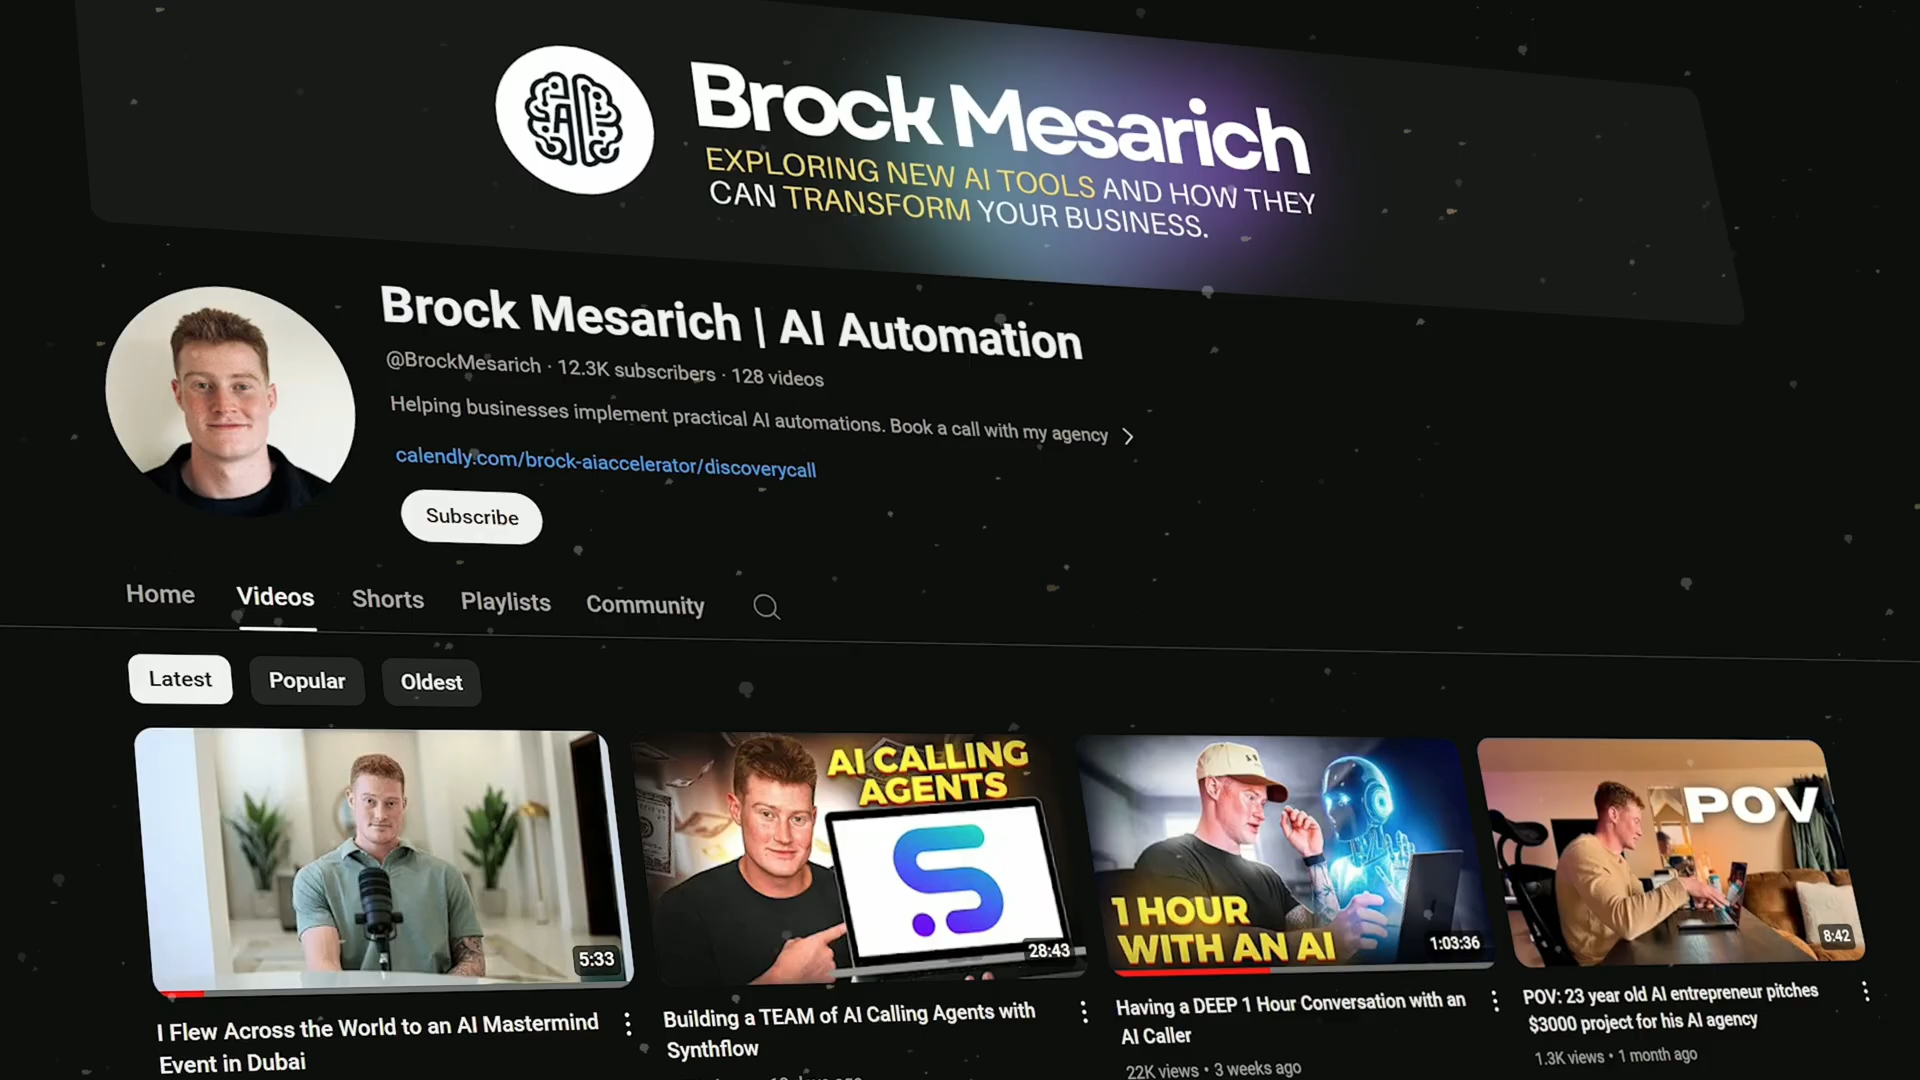 AI
Brock Mesarich
EXPLORING NEW AI TOOLS AND HOW THEY
CAN TRANSFORM YOUR BUSINESS.
Brock Mesarich | AI Automation
@BrockMesarich · 12.3K subscribers · 128 videos
Helping businesses implement practical AI automations. Book a call with my agency
calendly.com/brock-aiaccelerator/discoverycall
Subscribe
Home Videos Shorts Playlists Community
Latest Popular Oldest
5:33
AI CALLING
AGENTS
28:43
1 HOUR
WITH AN AI
1:03:36
POV
8:42
I Flew Across the World to an AI Mastermind
Event in Dubai
Building a TEAM of AI Calling Agents with
Synthflow
Having a DEEP 1 Hour Conversation with an
AI Caller
22K views • 3 weeks ago
POV: 23 year old AI entrepreneur pitches
$3000 project for his AI agency
1.3K views • 1 month ago